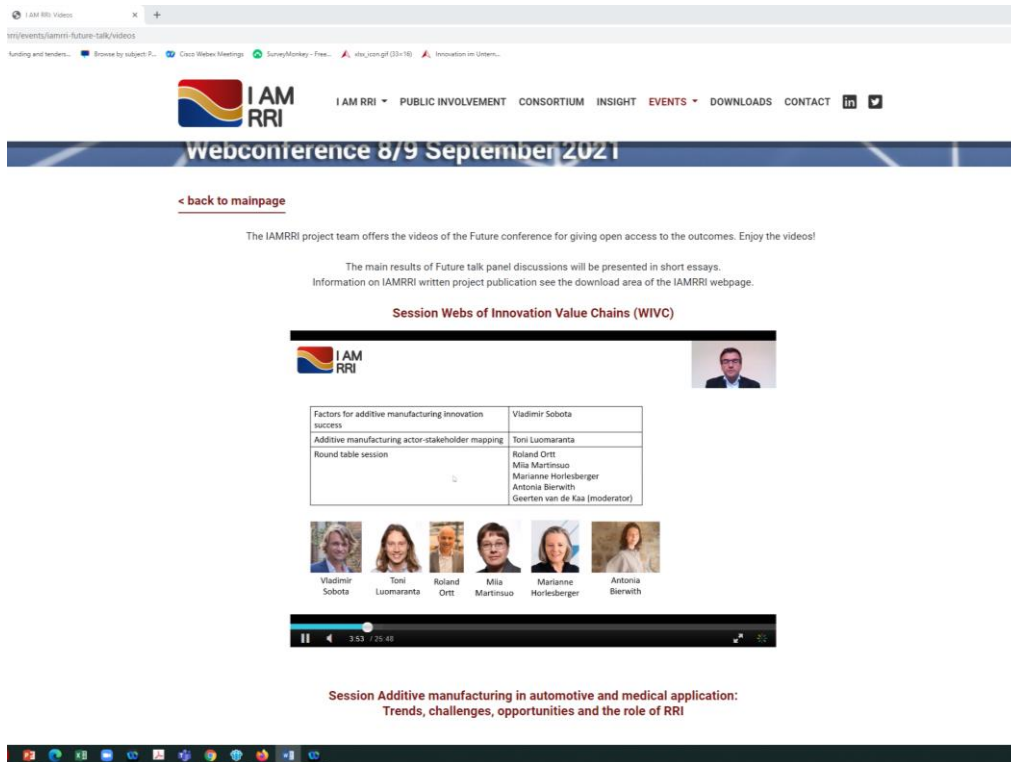 I AM RRI: Videos
rri/events/iamrri-future-talk/videos
funding and tenders...
Browse by subject: P...
Cisco Webex Meetings
SurveyMonkey - Free...
Innovation im Untern...
I AM
RRI
I AM RRI PUBLIC INVOLVEMENT CONSORTIUM INSIGHT EVENTS DOWNLOADS CONTACT
Webconference 8/9 September 2021
< back to mainpage
The IAMRRI project team offers the videos of the Future conference for giving open access to the outcomes. Enjoy the videos!
The main results of Future talk panel discussions will be presented in short essays.
Information on IAMRRI written project publication see the download area of the IAMRRI webpage.
Session Webs of Innovation Value Chains (WIVC)
I AM
RRI
Factors for additive manufacturing innovation
success
Vladimir Sobota
Additive manufacturing actor-stakeholder mapping
Toni Luomaranta
Round table session
Roland Ortt
Miia Martinsuo
Marianne Horlesberger
Antonia Bierwith
Geerten van de Kaa (moderator)
Vladimir
Sobota
Toni
Luomaranta
Roland
Ortt
Miia
Martinsuo
Marianne
Horlesberger
Antonia
Bierwith
3:53 / 25:48
Session Additive manufacturing in automotive and medical application:
Trends, challenges, opportunities and the role of RRI